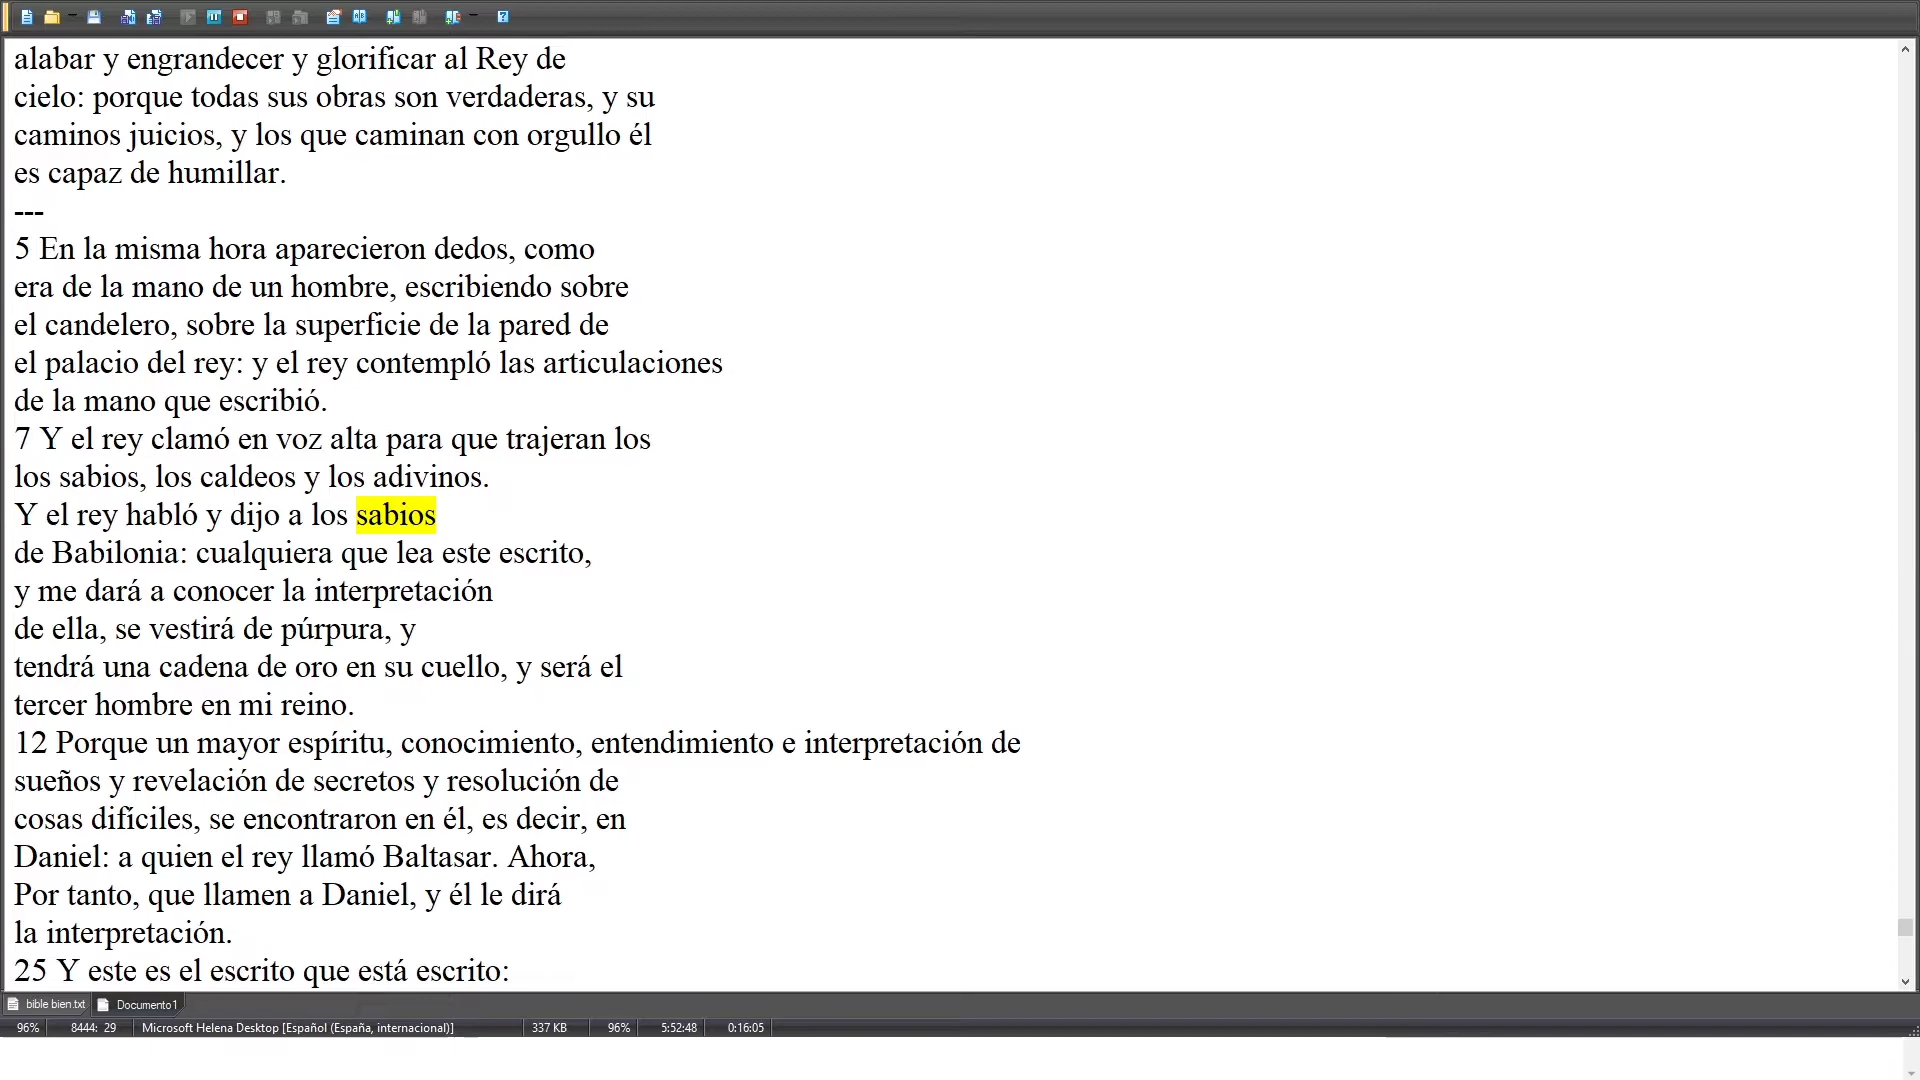 alabar y engrandecer y glorificar al Rey de
cielo: porque todas sus obras son verdaderas, y su
caminos juicios, y los que caminan con orgullo él
es capaz de humillar.
---
5 En la misma hora aparecieron dedos, como
era de la mano de un hombre, escribiendo sobre
el candelero, sobre la superficie de la pared de
el palacio del rey: y el rey contempló las articulaciones
de la mano que escribió.
7 Y el rey clamó en voz alta para que trajeran los
los sabios, los caldeos y los adivinos.
Y el rey habló y dijo a los sabios
de Babilonia: cualquiera que lea este escrito,
y me dará a conocer la interpretación
de ella, se vestirá de púrpura, y
tendrá una cadena de oro en su cuello, y será el
tercer hombre en mi reino.
12 Porque un mayor espíritu, conocimiento, entendimiento e interpretación de
sueños y revelación de secretos y resolución de
cosas difíciles, se encontraron en él, es decir, en
Daniel: a quien el rey llamó Baltasar. Ahora,
Por tanto, que llamen a Daniel, y él le dirá
la interpretación.
25 Y este es el escrito que está escrito:
bible bien.txt Documento1
96% 8444: 29 Microsoft Helena Desktop [Español (España, internacional)] 337 KB 96% 5:52:48 0:16:05